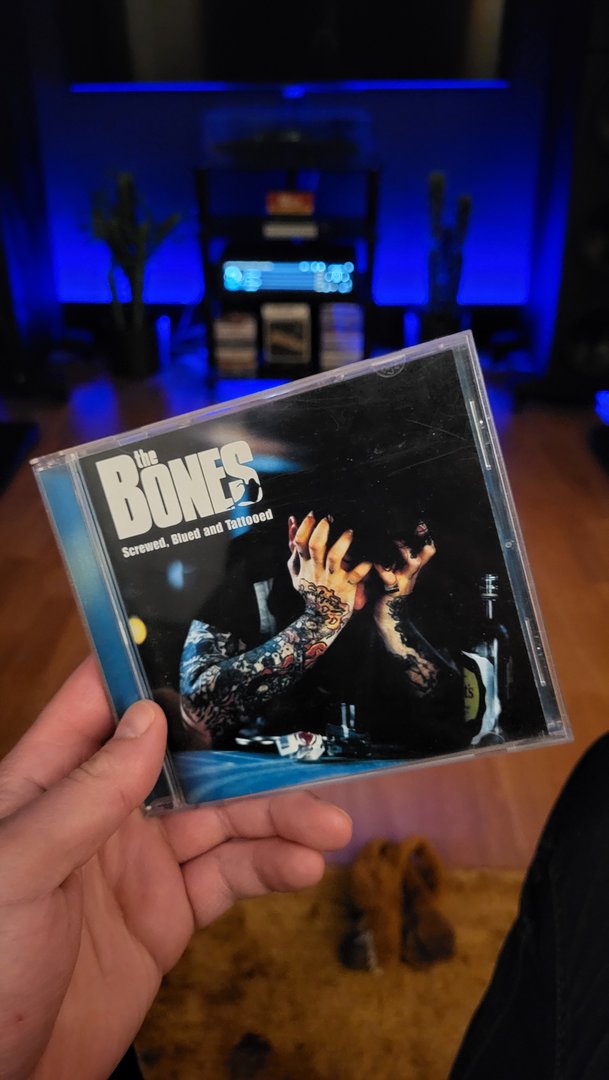 the
BONES
Screwed, Blued and Tattooed